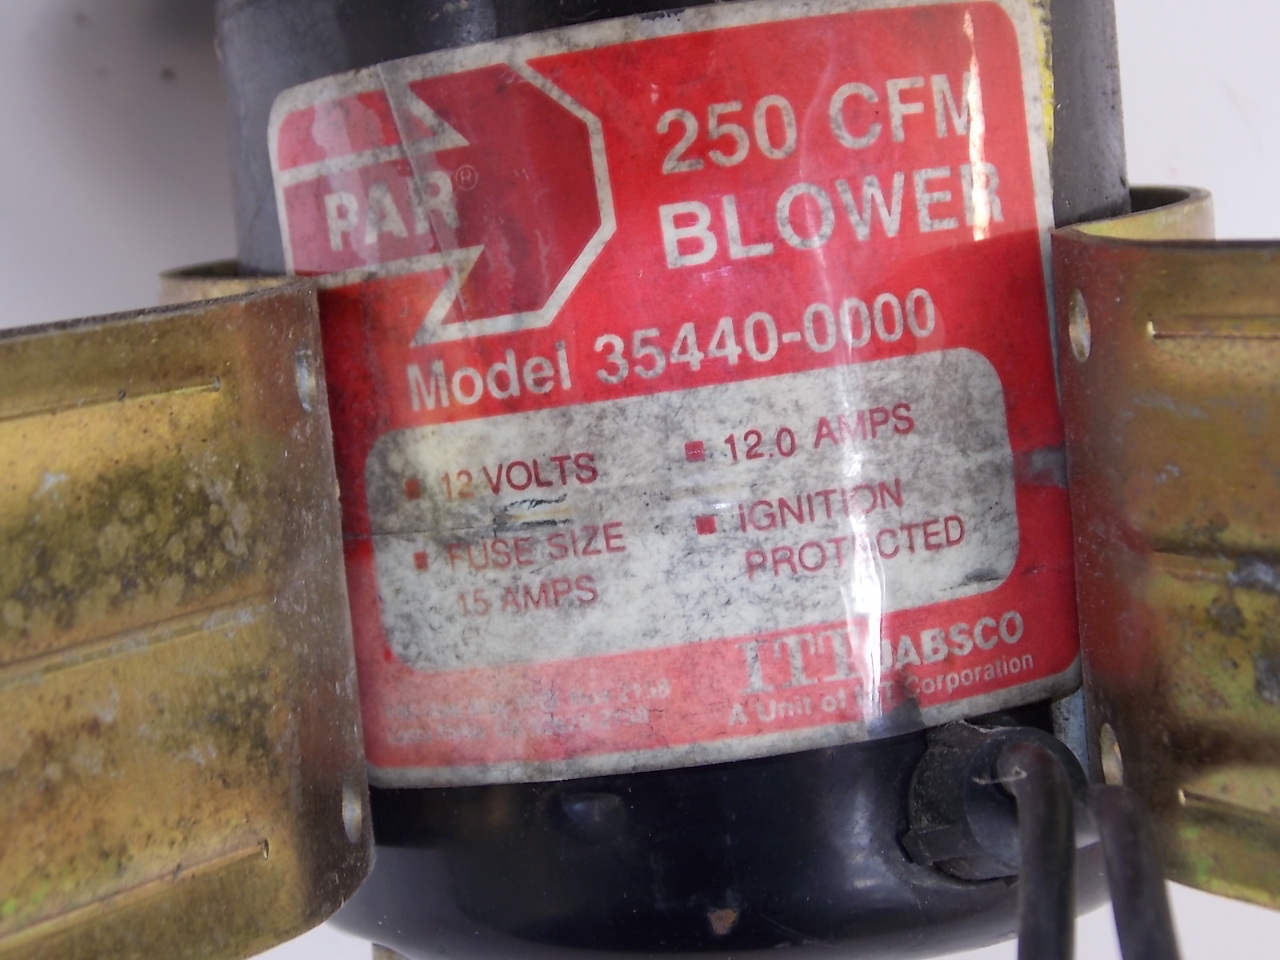 PAR®
250 CFM
BLOWER
Model 35440-0000
▪ 12 VOLTS
▪ 12.0 AMPS
▪ FUSE SIZE
15 AMPS
▪ IGNITION
PROTECTED
ITT JABSCO
A Unit of ITT Corporation